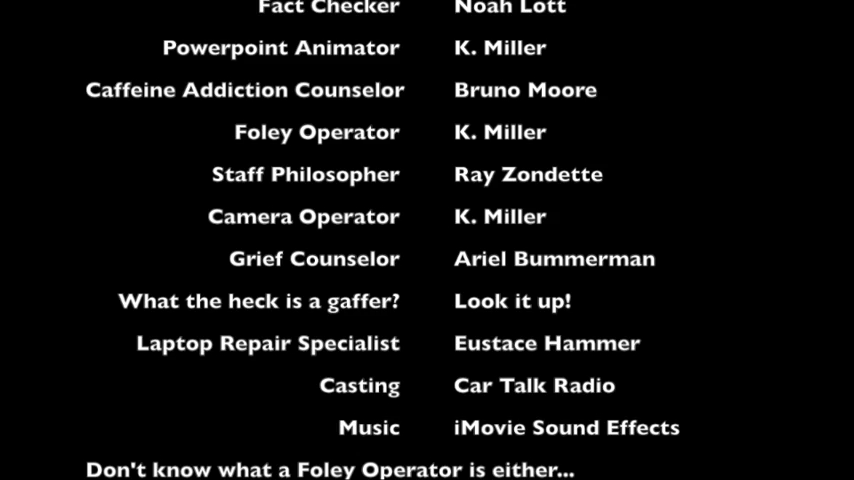 Fact Checker Noah Lott
Powerpoint Animator K. Miller
Caffeine Addiction Counselor Bruno Moore
Foley Operator K. Miller
Staff Philosopher Ray Zondette
Camera Operator K. Miller
Grief Counselor Ariel Bummerman
What the heck is a gaffer? Look it up!
Laptop Repair Specialist Eustace Hammer
Casting Car Talk Radio
Music iMovie Sound Effects
Don't know what a Foley Operator is either...